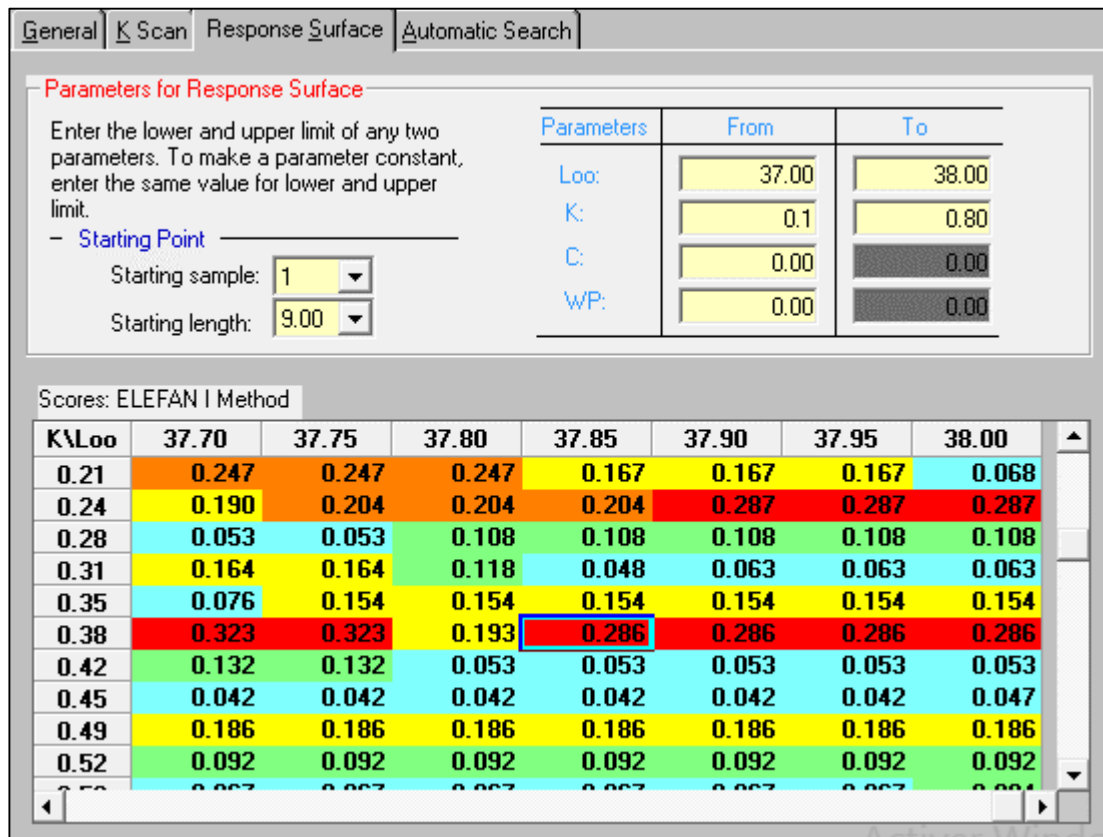 General K Scan Response Surface Automatic Search
Parameters for Response Surface
Enter the lower and upper limit of any two
parameters. To make a parameter constant,
enter the same value for lower and upper
limit.
Starting Point
Starting sample: 1
Starting length: 9.00
Parameters From To
Loo: 37.00 38.00
K: 0.1 0.80
C: 0.00 0.00
WP: 0.00 0.00
Scores: ELEFAN I Method
K\Loo 37.70 37.75 37.80 37.85 37.90 37.95 38.00
0.21 0.247 0.247 0.247 0.167 0.167 0.167 0.068
0.24 0.190 0.204 0.204 0.204 0.287 0.287 0.287
0.28 0.053 0.053 0.108 0.108 0.108 0.108 0.108
0.31 0.164 0.164 0.118 0.048 0.063 0.063 0.063
0.35 0.076 0.154 0.154 0.154 0.154 0.154 0.154
0.38 0.323 0.323 0.193 0.286 0.286 0.286 0.286
0.42 0.132 0.132 0.053 0.053 0.053 0.053 0.053
0.45 0.042 0.042 0.042 0.042 0.042 0.042 0.047
0.49 0.186 0.186 0.186 0.186 0.186 0.186 0.186
0.52 0.092 0.092 0.092 0.092 0.092 0.092 0.092